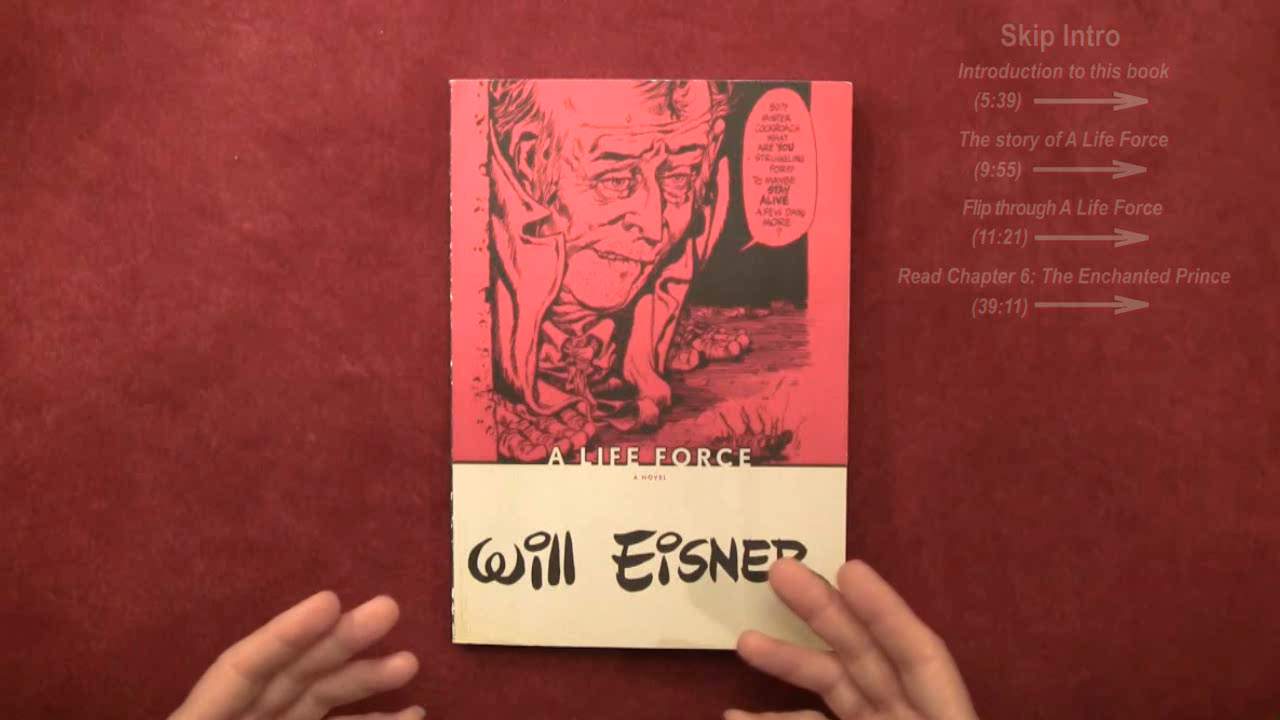 Skip Intro
Introduction to this book
(5:39)
The story of A Life Force
(9:55)
Flip through A Life Force
(11:21)
Read Chapter 6: The Enchanted Prince
(39:11)
SO??
MISTER
COCKROACH
WHAT
ARE YOU
STRUGGLING
FOR??
TO MAYBE
STAY
ALIVE
A FEW DAYS
MORE
?
A LIFE FORCE
A NOVEL
Will EISNER